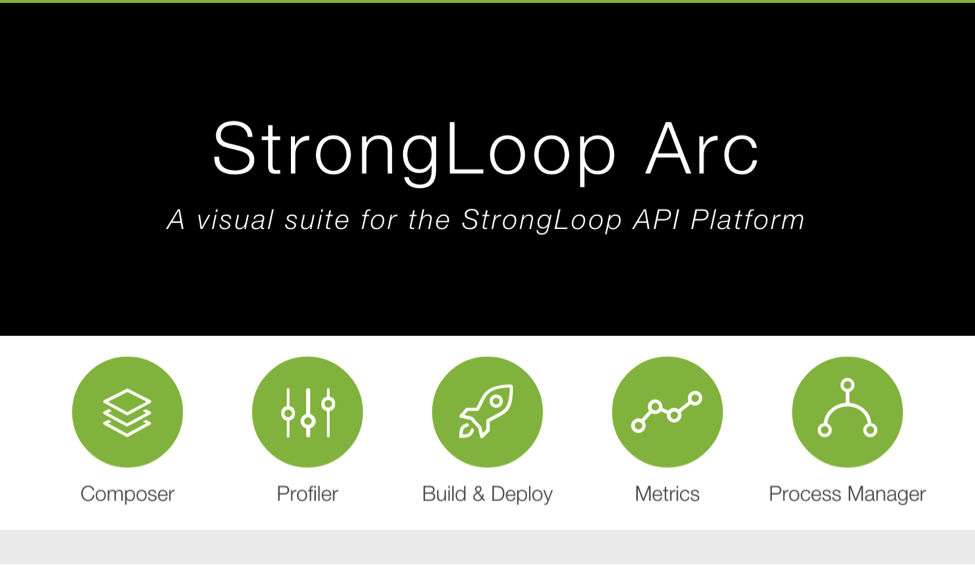 StrongLoop Arc
A visual suite for the StrongLoop API Platform
Composer
Profiler
Build & Deploy
Metrics
Process Manager